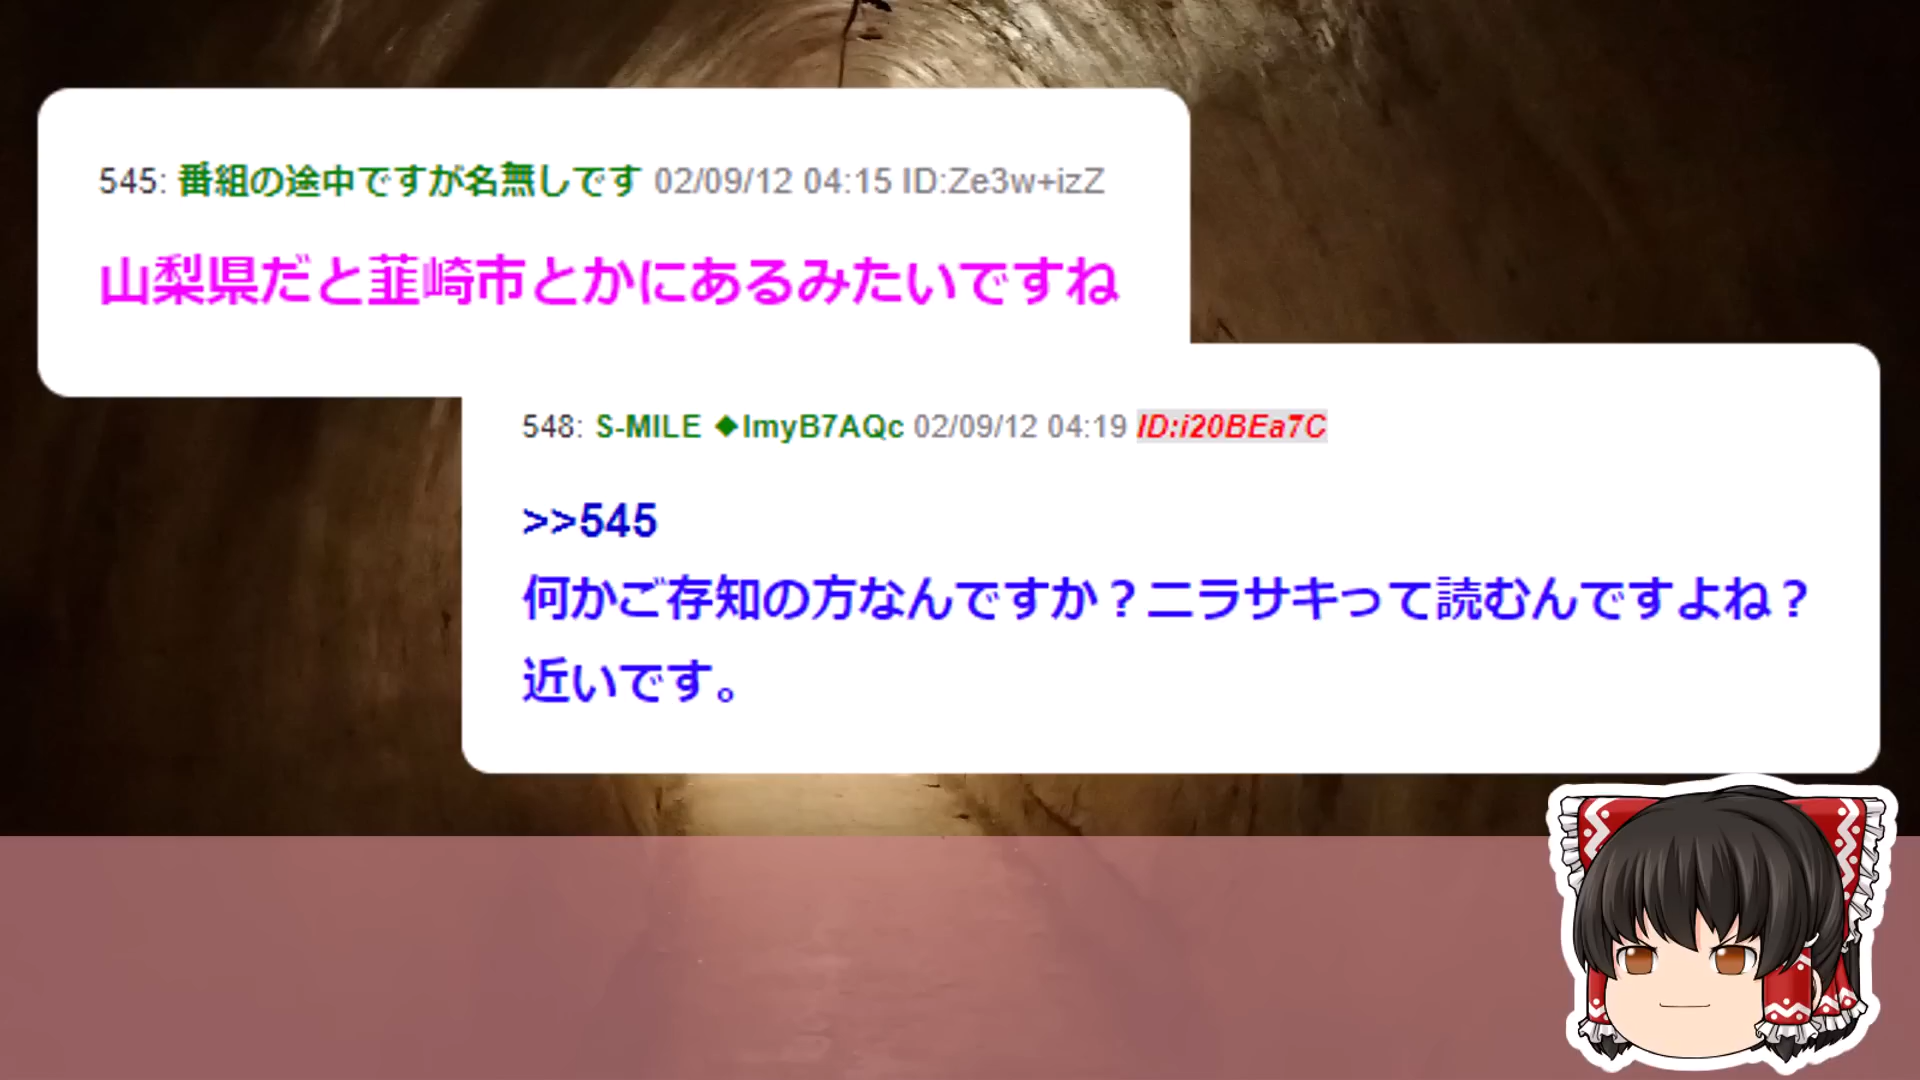 545: 番組の途中ですが名無しです 02/09/12 04:15 ID:Ze3w+izZ
山梨県だと韮崎市とかにあるみたいですね
548: S-MILE ◆ImyB7AQc 02/09/12 04:19 ID:i20BEa7C
>>545
何かご存知の方なんですか？ニラサキって読むんですよね？
近いです。